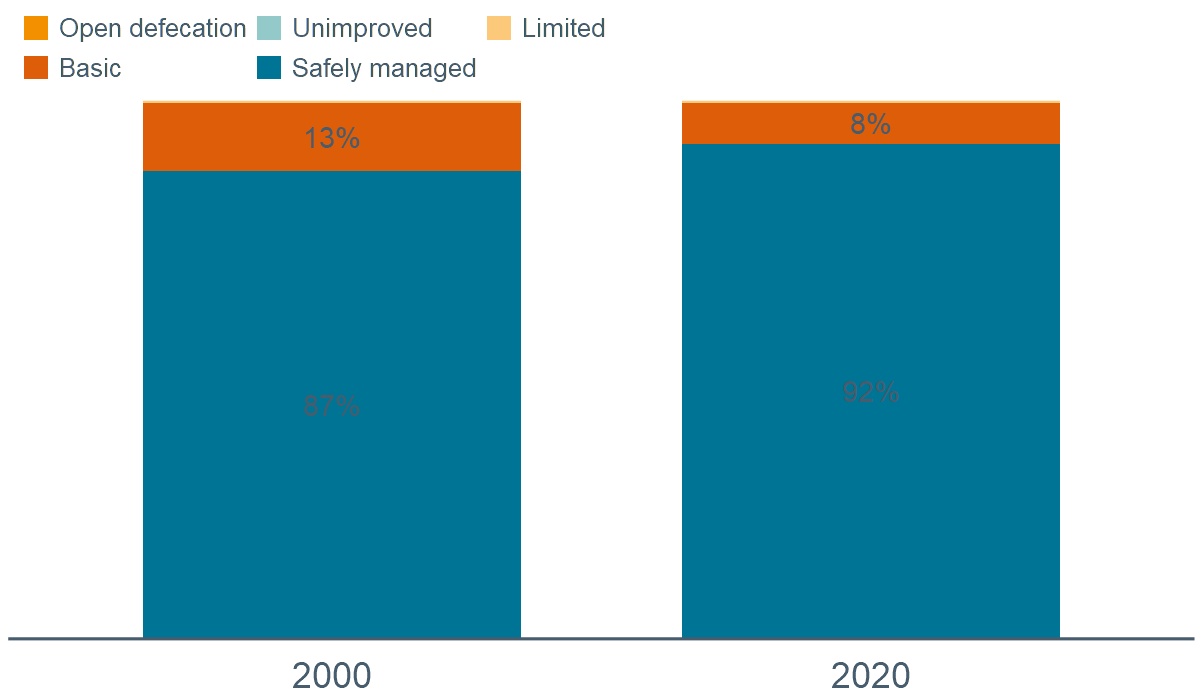 Open defecation Unimproved Limited
Basic Safely managed
13% 8%
87% 92%
2000 2020